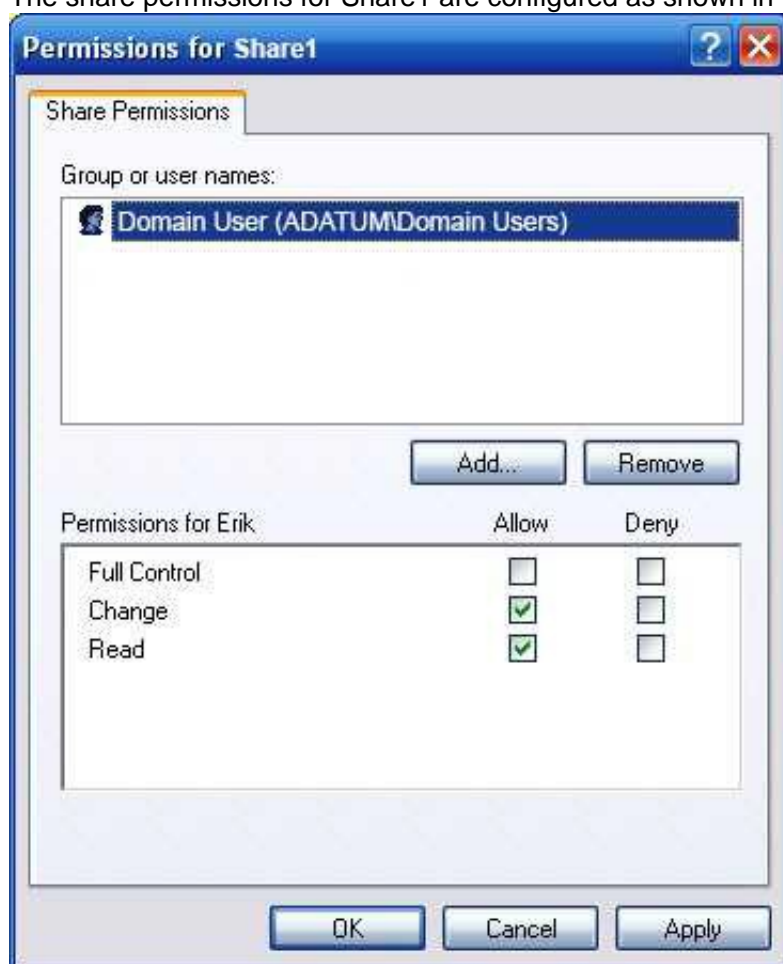 The share permissions for Share1 are configured as shown in
Permissions for Share1
Share Permissions
Group or user names:
Domain User (ADATUM\Domain Users)
Add... Remove
Permissions for Erik Allow Deny
Full Control
Change
Read
OK Cancel Apply